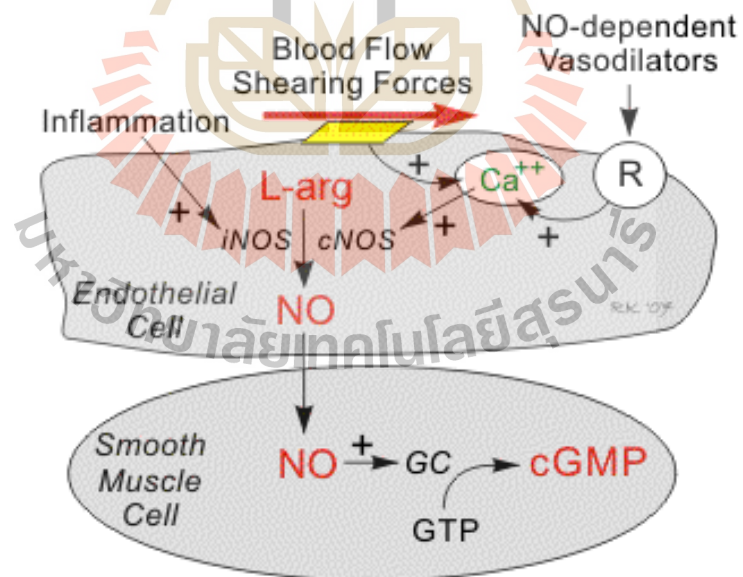 NO-dependent
Vasodilators
Blood Flow
Shearing Forces
Inflammation
+
Ca++
R
L-arg
+
+
+
iNOS
cNOS
Endothelial
Cell
NO
RK '07
มหาวิทยาลัยเทคโนโลยีสุรนารี
Smooth
Muscle
Cell
NO
+
GC
cGMP
GTP